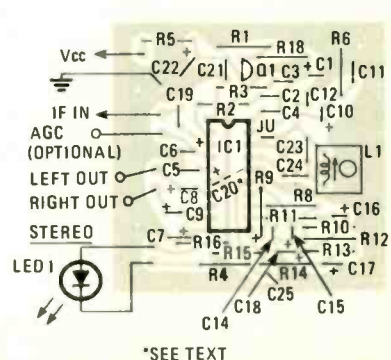 R5 R1 R6
Vcc C22 C21 Q1 R18 C3 C1 C11
R3 C2 C12
IF IN C19 R2 C4 C10
AGC JU
(OPTIONAL) C6 IC1 C23 L1
LEFT OUT C5 C24
RIGHT OUT C8 C20* R9 R8
C9 R11 C16
STEREO C7 R16 R10 R12
R15 R13
LED1 R4 R14 C17
C14 C18 C25 C15
*SEE TEXT